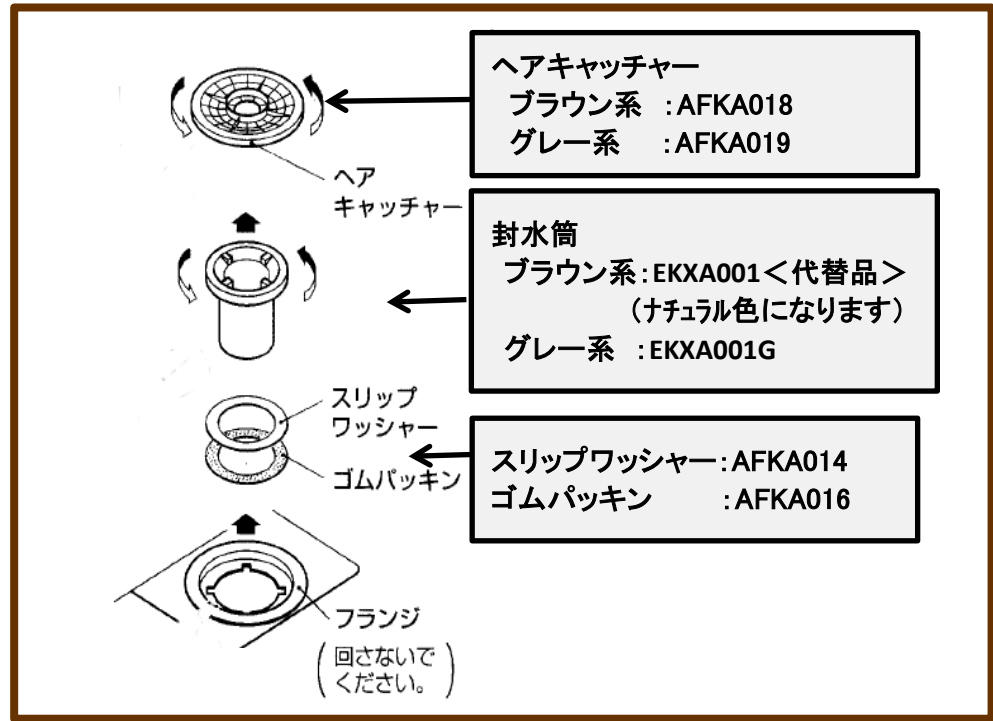 ヘアキャッチャー
ブラウン系 :AFKA018
グレー系 :AFKA019
ヘア
キャッチャー
封水筒
ブラウン系:EKXA001<代替品>
(ナチュラル色になります)
グレー系 :EKXA001G
スリップ
ワッシャー
ゴムパッキン
スリップワッシャー:AFKA014
ゴムパッキン :AFKA016
フランジ
(回さないで
ください。)